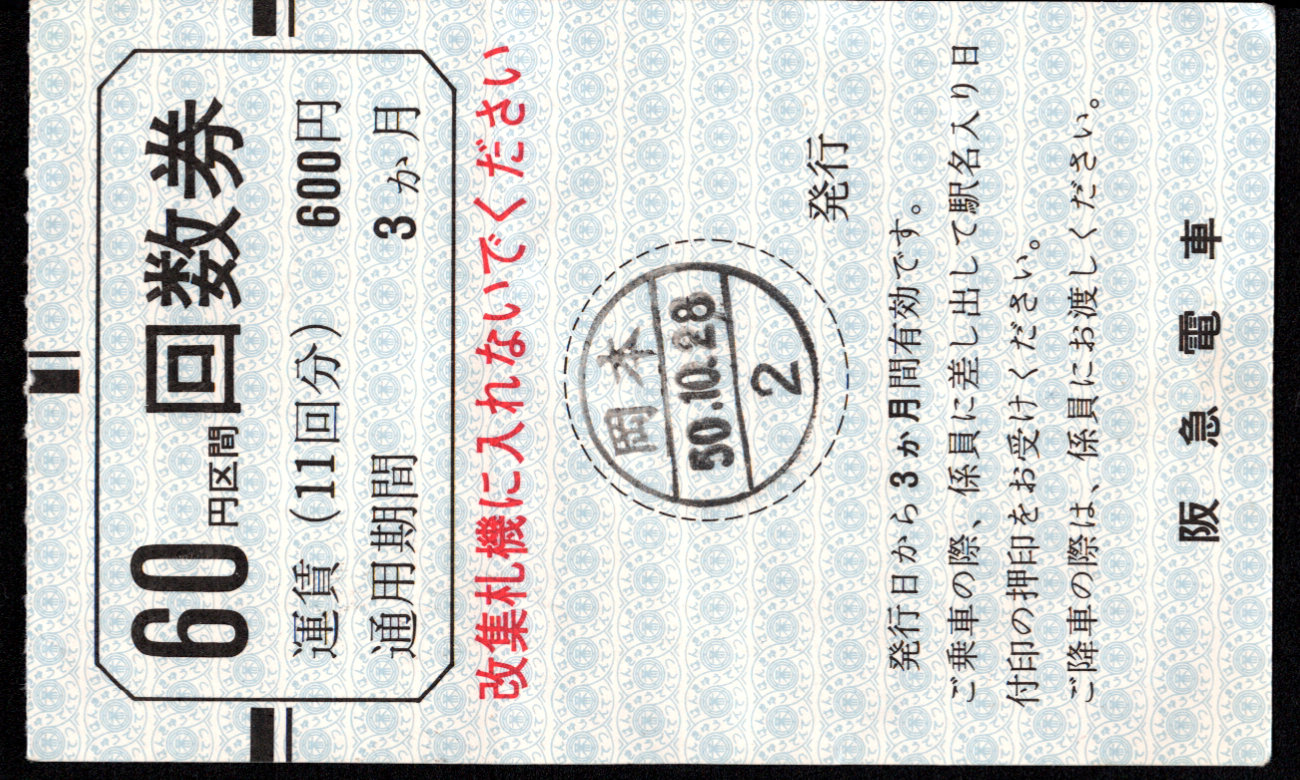 60円区間回数券
運賃（11回分） 600円
通用期間 3か月
改集札機に入れないでください
岡本
50.10.28
2
発行
発行日から3か月間有効です。
ご乗車の際、係員に差し出して駅名入り日
付印の押印をお受けください。
ご降車の際は、係員にお渡しください。
阪急電車